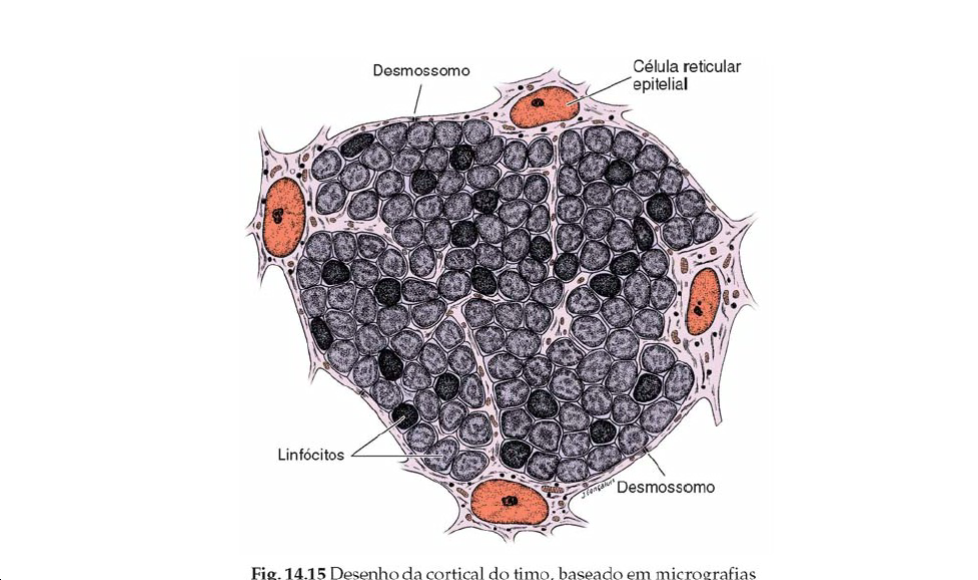 Desmossomo
Célula reticular
epitelial
Linfócitos
Desmossomo
Fig. 14.15 Desenho da cortical do timo, baseado em micrografias